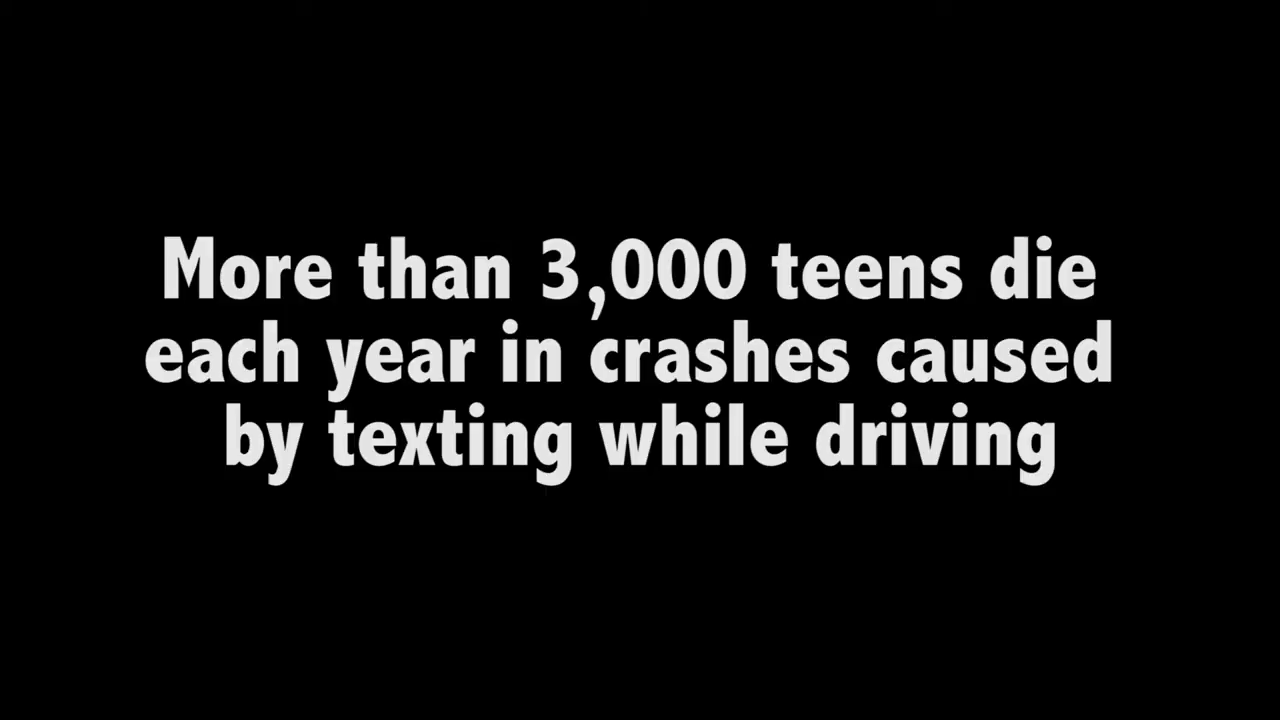 More than 3,000 teens die
each year in crashes caused
by texting while driving